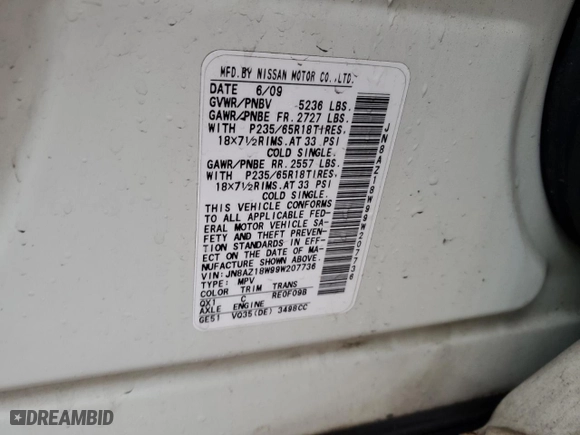 MFD.BY NISSAN MOTOR CO.,LTD.
DATE 6/09
GVWR/PNBV 5236 LBS.
GAWR/PNBE FR.2727 LBS.
WITH P235/65R18TIRES.
18×7½RIMS.AT 33 PSI
COLD SINGLE.
GAWR/PNBE RR.2557 LBS.
WITH P235/65R18TIRES.
18×7½RIMS.AT 33 PSI
COLD SINGLE.
THIS VEHICLE CONFORMS
TO ALL APPLICABLE FED-
ERAL MOTOR VEHICLE SA-
FETY AND THEFT PREVEN-
TION STANDARDS IN EFF-
ECT ON THE DATE OF MA-
NUFACTURE SHOWN ABOVE.
VIN:JN8AZ18W99W207736
TYPE: MPV
COLOR TRIM TRANS
QX1 C RE0F09B
AXLE ENGINE
GE51 VQ35(DE) 3498CC
JN8AZ18W99W207736
DREAMBID